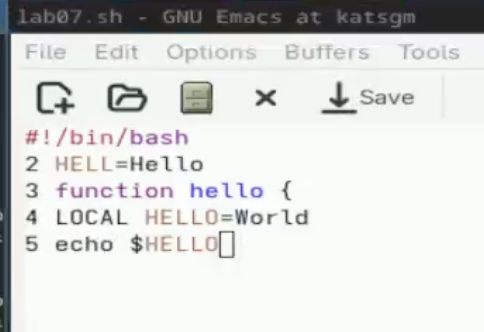 lab07.sh - GNU Emacs at katsgm
File Edit Options Buffers Tools
Save
#!/bin/bash
2 HELL=Hello
3 function hello {
4 LOCAL HELLO=World
5 echo $HELLO